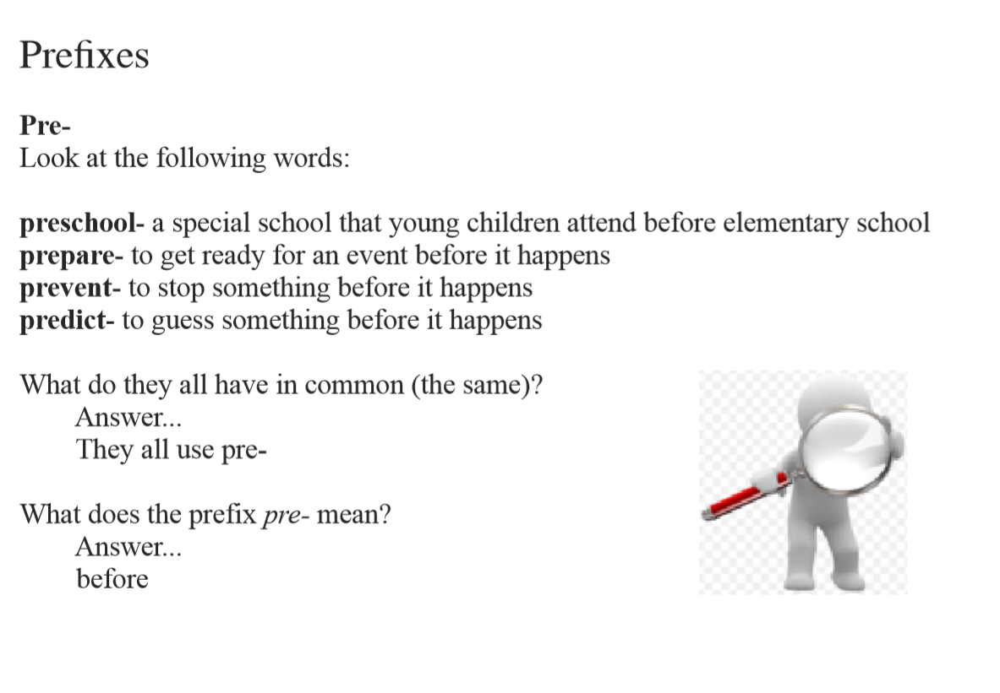 Prefixes
Pre-
Look at the following words:
preschool- a special school that young children attend before elementary school
prepare- to get ready for an event before it happens
prevent- to stop something before it happens
predict- to guess something before it happens
What do they all have in common (the same)?
Answer...
They all use pre-
What does the prefix pre- mean?
Answer...
before